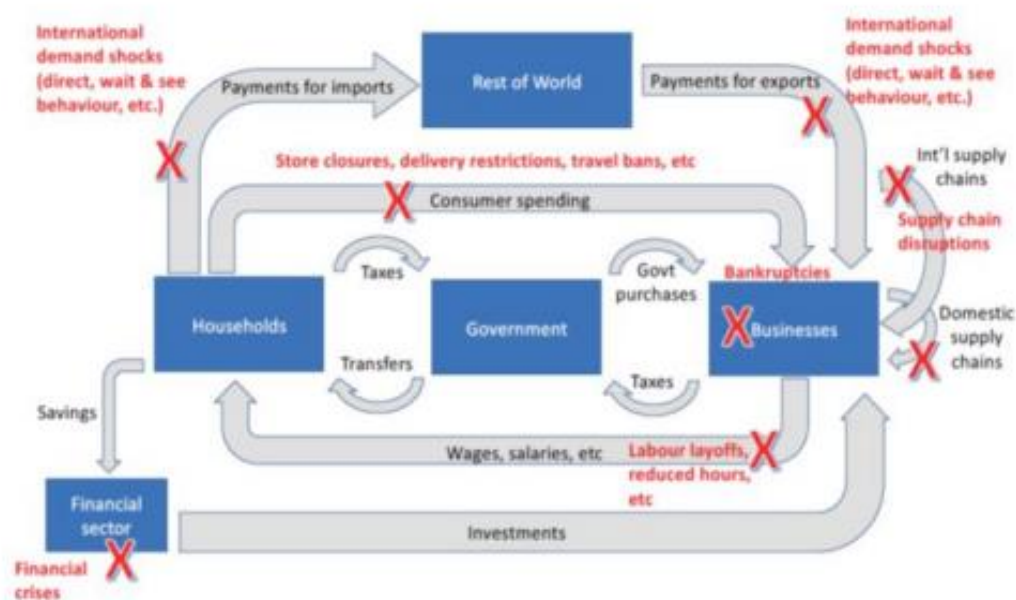 International
demand shocks
(direct, wait & see
behaviour, etc.)
Payments for imports
Rest of World
Payments for exports
International
demand shocks
(direct, wait & see
behaviour, etc.)
Store closures, delivery restrictions, travel bans, etc
Consumer spending
Int'l supply
chains
Supply chain
disruptions
Taxes
Govt
purchases
Bankruptcies
Households
Government
Businesses
Domestic
supply
chains
Transfers
Taxes
Savings
Wages, salaries, etc
Labour layoffs,
reduced hours,
etc
Financial
sector
Investments
Financial
crises